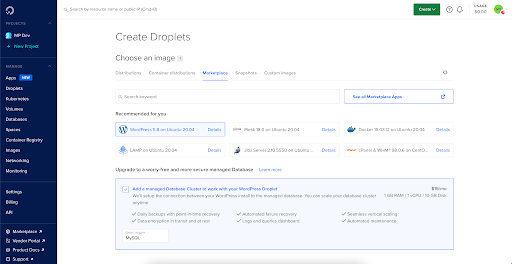 Search by resource name or public IP (Ctrl+B)
Create
USAGE
$0.00
PROJECTS
MP Dev
+ New Project
MANAGE
Apps NEW
Droplets
Kubernetes
Volumes
Databases
Spaces
Container Registry
Images
Networking
Monitoring
Settings
Billing
API
Marketplace
Vendor Portal
Product Docs
Support
Create Droplets
Choose an image
Distributions Container distributions Marketplace Snapshots Custom images
Search keyword
See all Marketplace Apps
Recommended for you
WordPress 5.8 on Ubuntu 20.04 Details
Plesk 18.0 on Ubuntu 20.04 Details
Docker 19.03.12 on Ubuntu 20.04 Details
LAMP on Ubuntu 20.04 Details
Jitsi Server 2.0.5550 on Ubuntu... Details
cPanel & WHM® 98.0.6 on CentO... Details
Upgrade to a worry-free and more secure managed Database Learn more
Add a managed Database Cluster to work with your WordPress Droplet
$15/mo
We'll setup the connection between your WordPress install to the managed database. You can scale your database cluster anytime
1 GB RAM / 1 vCPU / 10 GB Disk
Daily backups with point-in-time recovery
Automated failover recovery
Seamless vertical scaling
Data encryption in transit and at rest
Logs and queries dashboard
Automated maintenance
MySQL